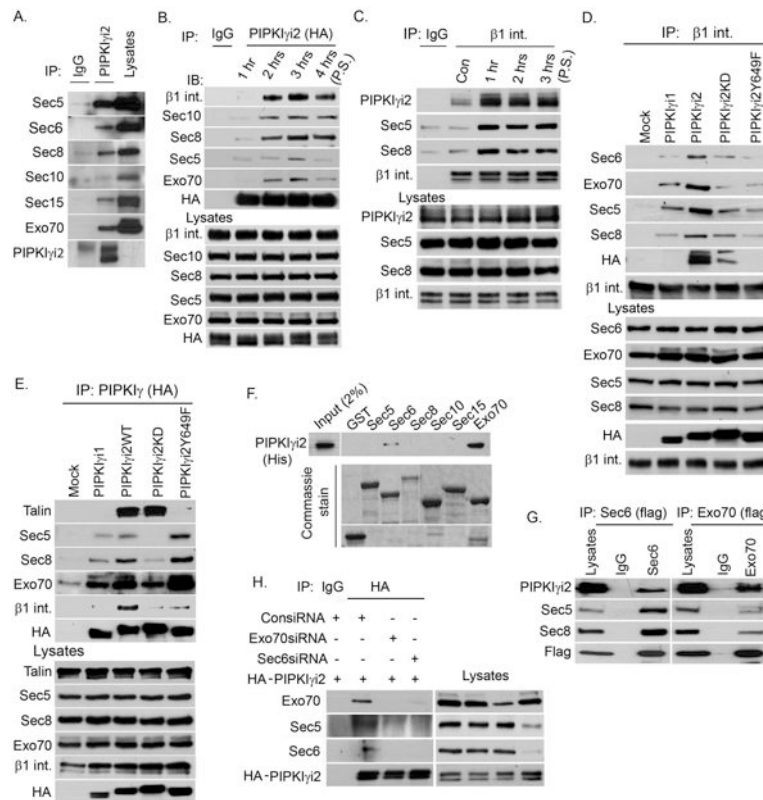 A.
IP:
IgG
PIPKIγi2
Lysates
Sec5
Sec6
Sec8
Sec10
Sec15
Exo70
PIPKIγi2
B.
IP: IgG PIPKIγi2 (HA)
1 hr
2 hrs
3 hrs
4 hrs
(P.S.)
IB:
β1 int.
Sec10
Sec8
Sec5
Exo70
HA
Lysates
β1 int.
Sec10
Sec8
Sec5
Exo70
HA
C.
IP: IgG β1 int.
Con
1 hr
2 hrs
3 hrs
(P.S.)
PIPKIγi2
Sec5
Sec8
β1 int.
Lysates
PIPKIγi2
Sec5
Sec8
β1 int.
D.
IP: β1 int.
Mock
PIPKIγi1
PIPKIγi2
PIPKIγi2KD
PIPKIγi2Y649F
Sec6
Exo70
Sec5
Sec8
HA
β1 int.
Lysates
Sec6
Exo70
Sec5
Sec8
HA
β1 int.
E.
IP: PIPKIγ (HA)
Mock
PIPKIγi1
PIPKIγi2WT
PIPKIγi2KD
PIPKIγi2Y649F
Talin
Sec5
Sec8
Exo70
β1 int.
HA
Lysates
Talin
Sec5
Sec8
Exo70
β1 int.
HA
F.
Input (2%)
GST
Sec5
Sec6
Sec8
Sec10
Sec15
Exo70
PIPKIγi2
(His)
Commassie
stain
G.
IP: Sec6 (flag) IP: Exo70 (flag
Lysates
IgG
Sec6
Lysates
IgG
Exo70
PIPKIγi2
Sec5
Sec8
Flag
H.
IP: IgG HA
ConsiRNA + + - -
Exo70siRNA - - + -
Sec6siRNA - - - +
HA-PIPKIγi2 + + + +
Lysates
Exo70
Sec5
Sec6
HA-PIPKIγi2